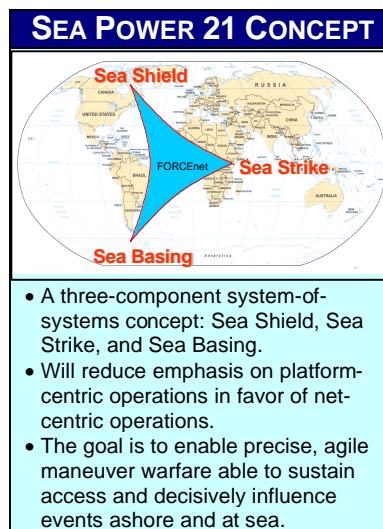 SEA POWER 21 CONCEPT
Sea Shield
RUSSIA
CANADA
UNITED STATES
CHINA
FORCEnet
Sea Strike
BRAZIL
AUSTRALIA
Sea Basing
Antarctica
• A three-component system-of-
systems concept: Sea Shield, Sea
Strike, and Sea Basing.
• Will reduce emphasis on platform-
centric operations in favor of net-
centric operations.
• The goal is to enable precise, agile
maneuver warfare able to sustain
access and decisively influence
events ashore and at sea.